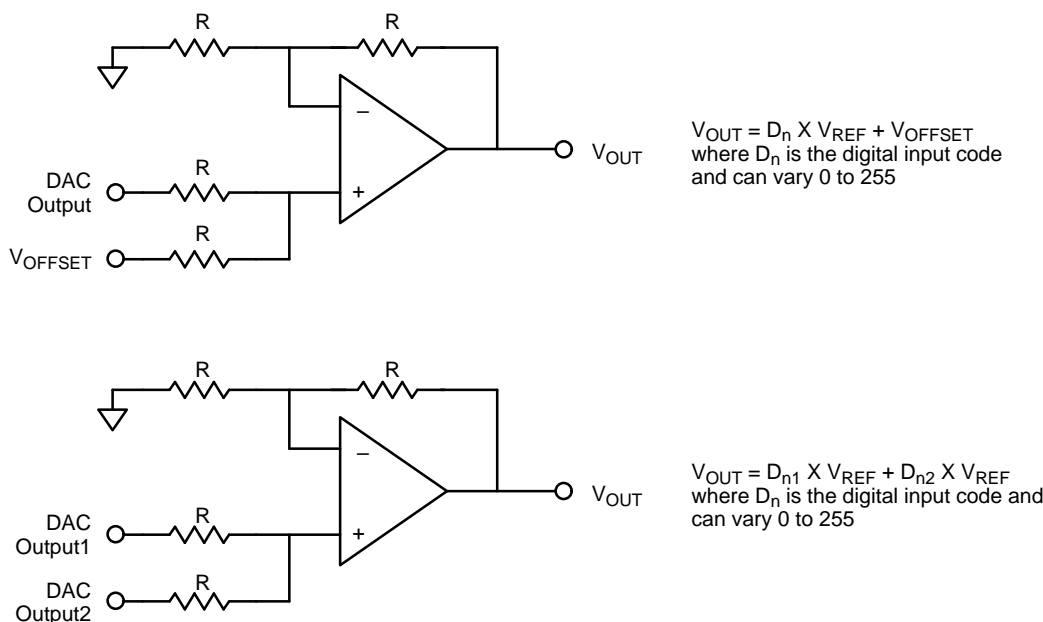 R
R
–
V_OUT
V_OUT = D_n X V_REF + V_OFFSET
where D_n is the digital input code
and can vary 0 to 255
DAC
Output
R
+
V_OFFSET
R
R
R
–
V_OUT
V_OUT = D_n1 X V_REF + D_n2 X V_REF
where D_n is the digital input code and
can vary 0 to 255
DAC
Output1
R
+
DAC
Output2
R